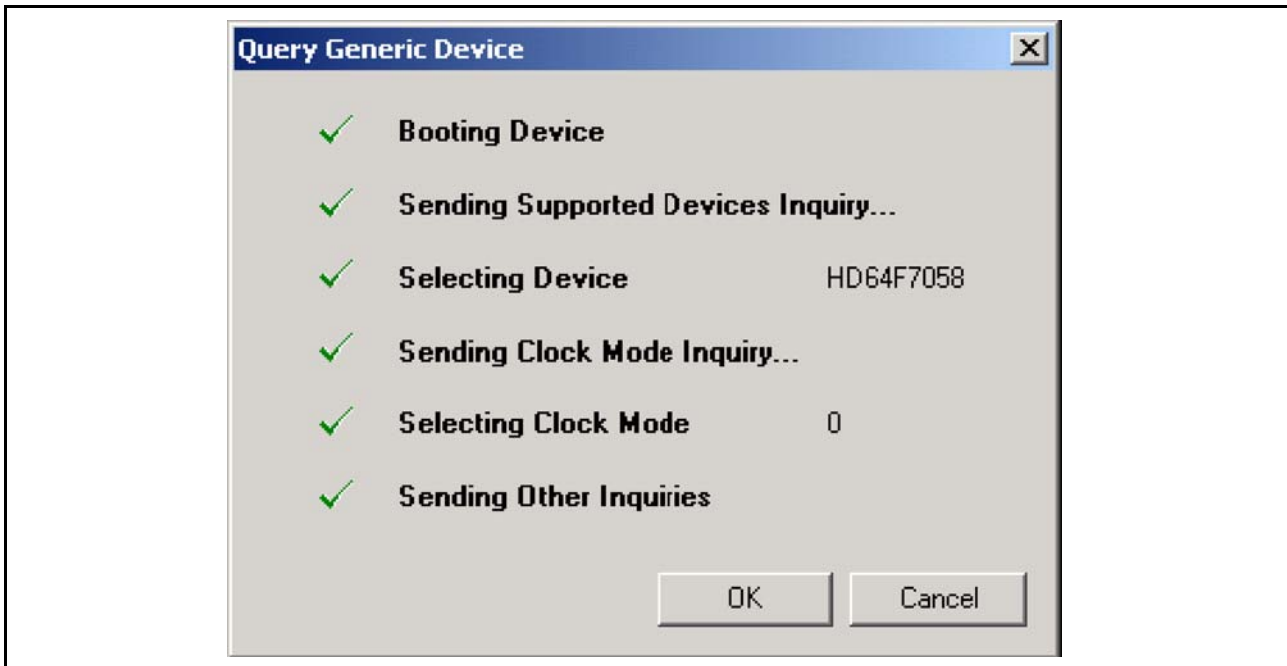 Query Generic Device
Booting Device
Sending Supported Devices Inquiry...
Selecting Device HD64F7058
Sending Clock Mode Inquiry...
Selecting Clock Mode 0
Sending Other Inquiries
OK Cancel